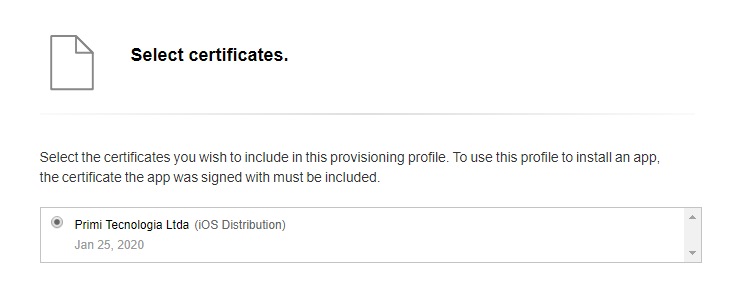 Select certificates.
Select the certificates you wish to include in this provisioning profile. To use this profile to install an app,
the certificate the app was signed with must be included.
Primi Tecnologia Ltda (iOS Distribution)
Jan 25, 2020